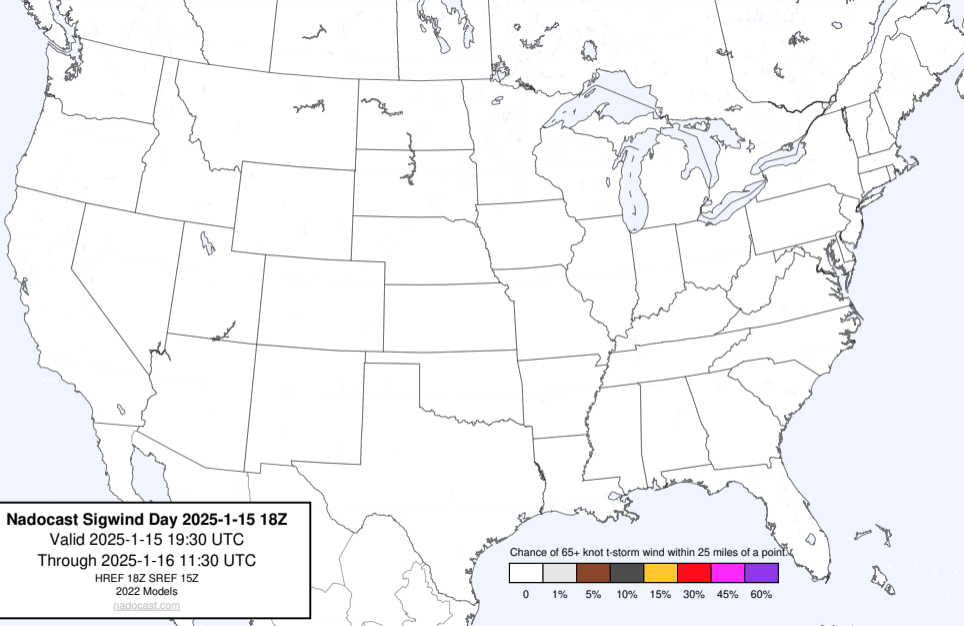 Nadocast Sigwind Day 2025-1-15 18Z
Valid 2025-1-15 19:30 UTC
Through 2025-1-16 11:30 UTC
HREF 18Z SREF 15Z
2022 Models
nadocast.com
Chance of 65+ knot t-storm wind within 25 miles of a point.
0 1% 5% 10% 15% 30% 45% 60%